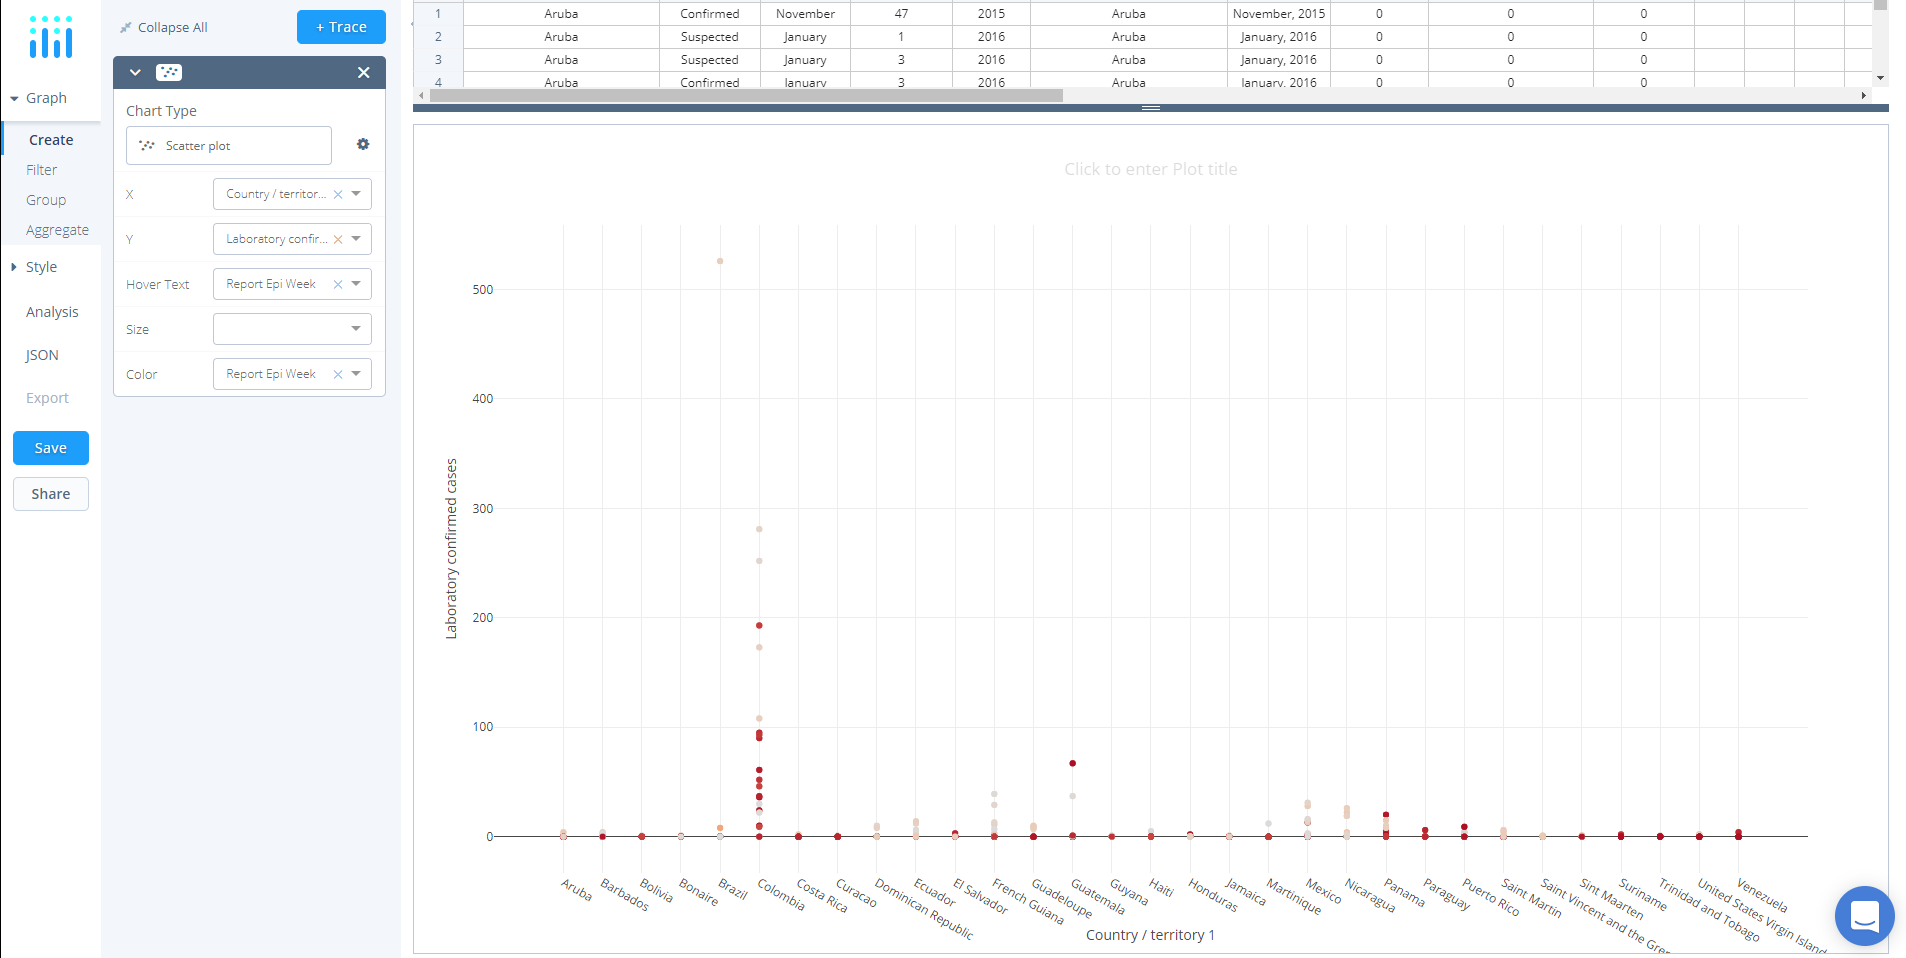 Collapse All
+ Trace
Graph
Create
Filter
Group
Aggregate
Style
Analysis
JSON
Export
Save
Share
Chart Type
Scatter plot
X
Country / territor...
Y
Laboratory confir...
Hover Text
Report Epi Week
Size
Color
Report Epi Week
1 Aruba Confirmed November 47 2015 Aruba November, 2015 0 0 0
2 Aruba Suspected January 1 2016 Aruba January, 2016 0 0 0
3 Aruba Suspected January 3 2016 Aruba January, 2016 0 0 0
4 Aruba Confirmed January 3 2016 Aruba January, 2016 0 0 0
Click to enter Plot title
500
400
300
200
100
0
Laboratory confirmed cases
Aruba
Barbados
Bolivia
Bonaire
Brazil
Colombia
Costa Rica
Curacao
Dominican Republic
Ecuador
El Salvador
French Guiana
Guadeloupe
Guatemala
Guyana
Haiti
Honduras
Jamaica
Martinique
Mexico
Nicaragua
Panama
Paraguay
Puerto Rico
Saint Martin
Saint Vincent and the Gre
Sint Maarten
Suriname
Trinidad and Tobago
United States Virgin Island
Venezuela
Country / territory 1